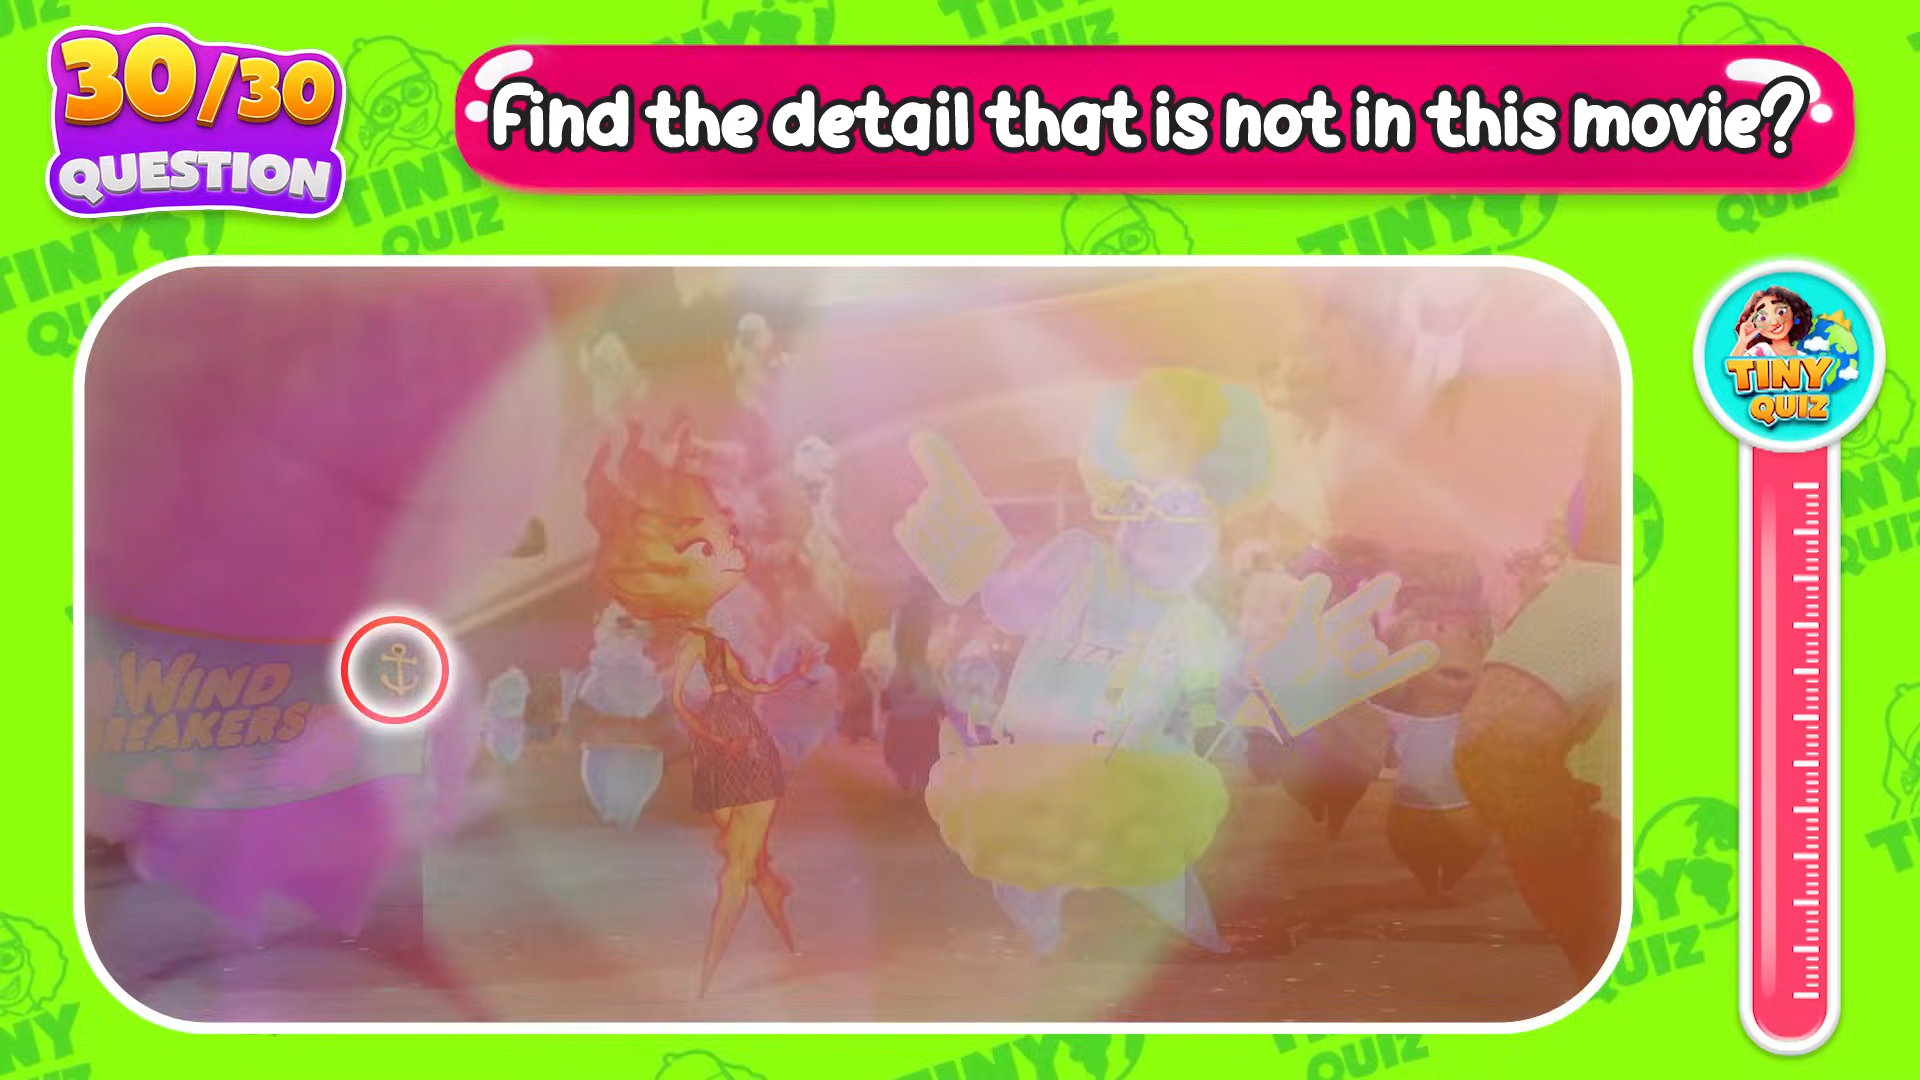 30/30
QUESTION
Find the detail that is not in this movie?
TINY
QUIZ
WIND
BREAKERS